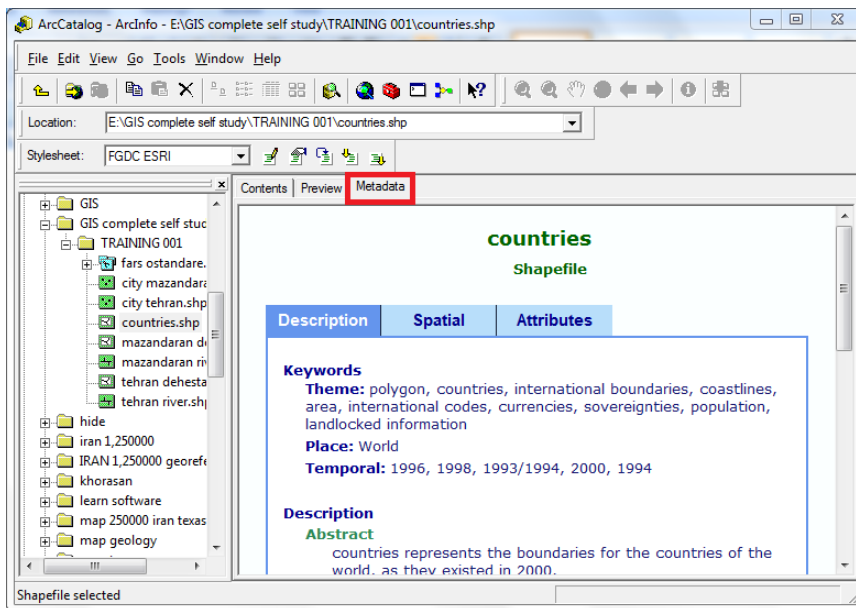 ArcCatalog - ArcInfo - E:\GIS complete self study\TRAINING 001\countries.shp
File Edit View Go Tools Window Help
Location: E:\GIS complete self study\TRAINING 001\countries.shp
Stylesheet: FGDC ESRI
Contents Preview Metadata
GIS
GIS complete self stud
TRAINING 001
fars ostandare.
city mazandara
city tehran.shp
countries.shp
mazandaran de
mazandaran riv
tehran dehesta
tehran river.shp
hide
iran 1,250000
IRAN 1,250000 georefe
khorasan
learn software
map 250000 iran texas
map geology
countries
Shapefile
Description Spatial Attributes
Keywords
Theme: polygon, countries, international boundaries, coastlines,
area, international codes, currencies, sovereignties, population,
landlocked information
Place: World
Temporal: 1996, 1998, 1993/1994, 2000, 1994
Description
Abstract
countries represents the boundaries for the countries of the
world, as they existed in 2000.
Shapefile selected